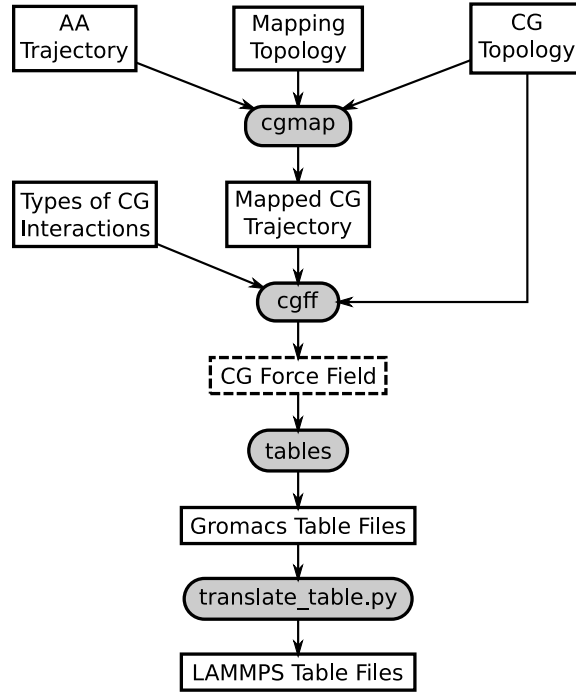 AA
Trajectory
Mapping
Topology
CG
Topology
cgmap
Types of CG
Interactions
Mapped CG
Trajectory
cgff
CG Force Field
tables
Gromacs Table Files
translate_table.py
LAMMPS Table Files